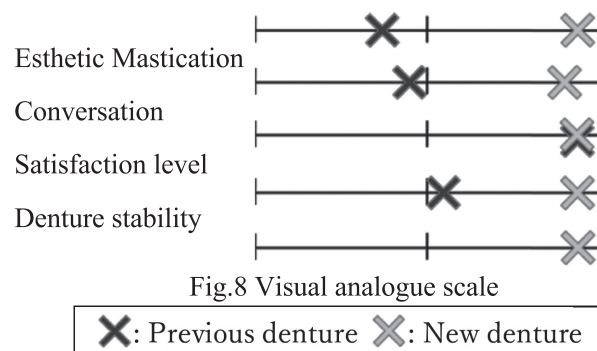 Esthetic Mastication
Conversation
Satisfaction level
Denture stability
Fig.8 Visual analogue scale
: Previous denture : New denture